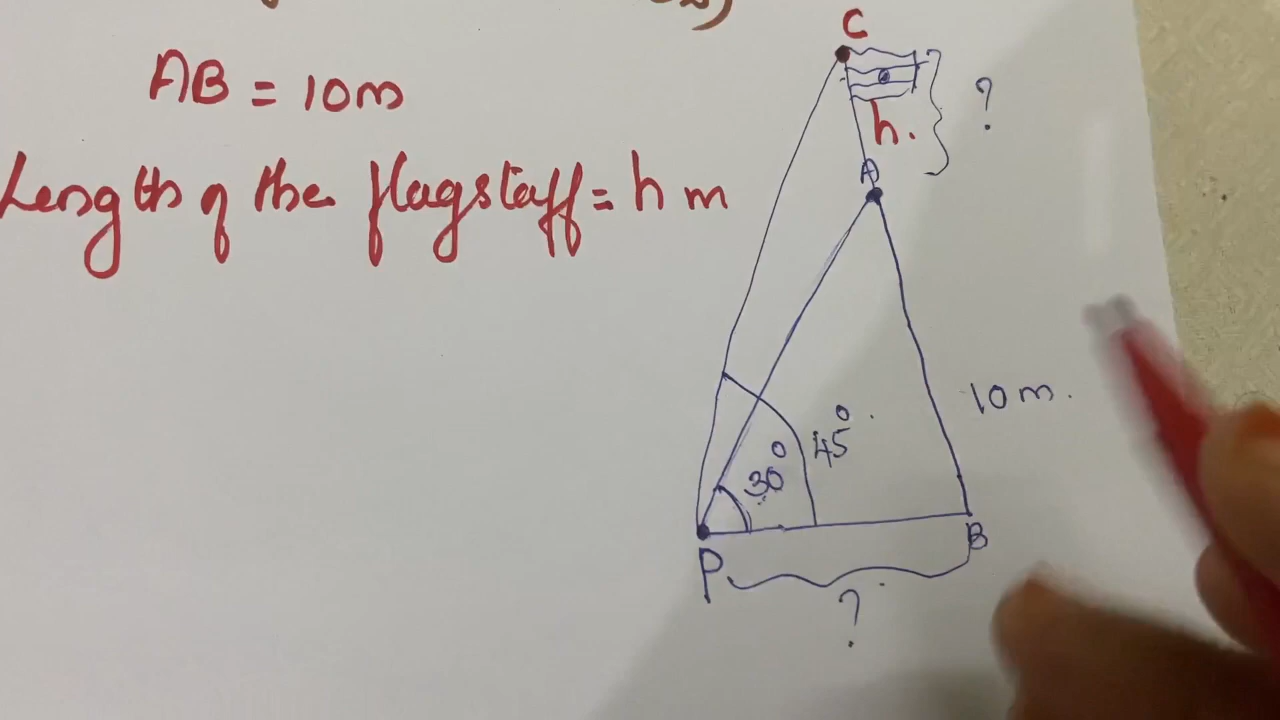 C
AB = 10m
h.
?
A
Length of the flagstaff = h m
10 m.
45°
30°
B
P
?